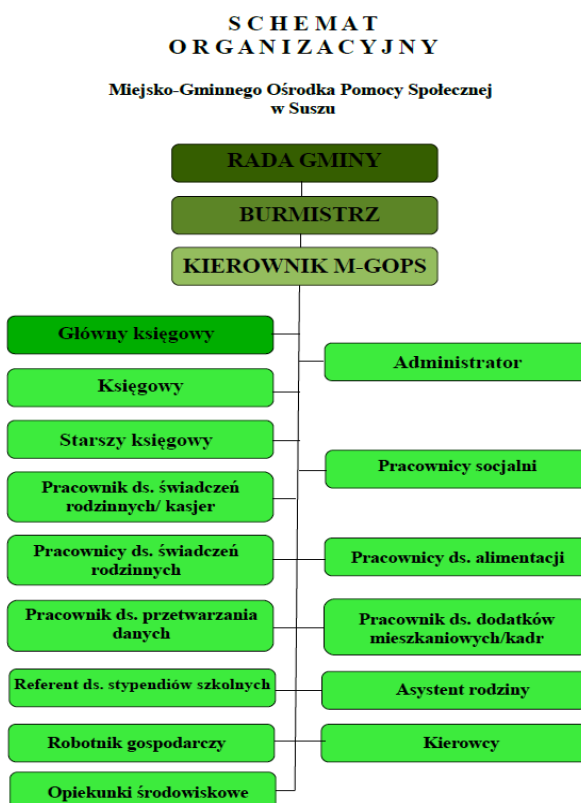 SCHEMAT
ORGANIZACYJNY
Miejsko-Gminnego Ośrodka Pomocy Społecznej
w Suszu
RADA GMINY
BURMISTRZ
KIEROWNIK M-GOPS
Główny księgowy
Administrator
Księgowy
Starszy księgowy
Pracownicy socjalni
Pracownik ds. świadczeń
rodzinnych/ kasjer
Pracownicy ds. świadczeń
rodzinnych
Pracownicy ds. alimentacji
Pracownik ds. przetwarzania
danych
Pracownik ds. dodatków
mieszkaniowych/kadr
Referent ds. stypendiów szkolnych
Asystent rodziny
Robotnik gospodarczy
Kierowcy
Opiekunki środowiskowe